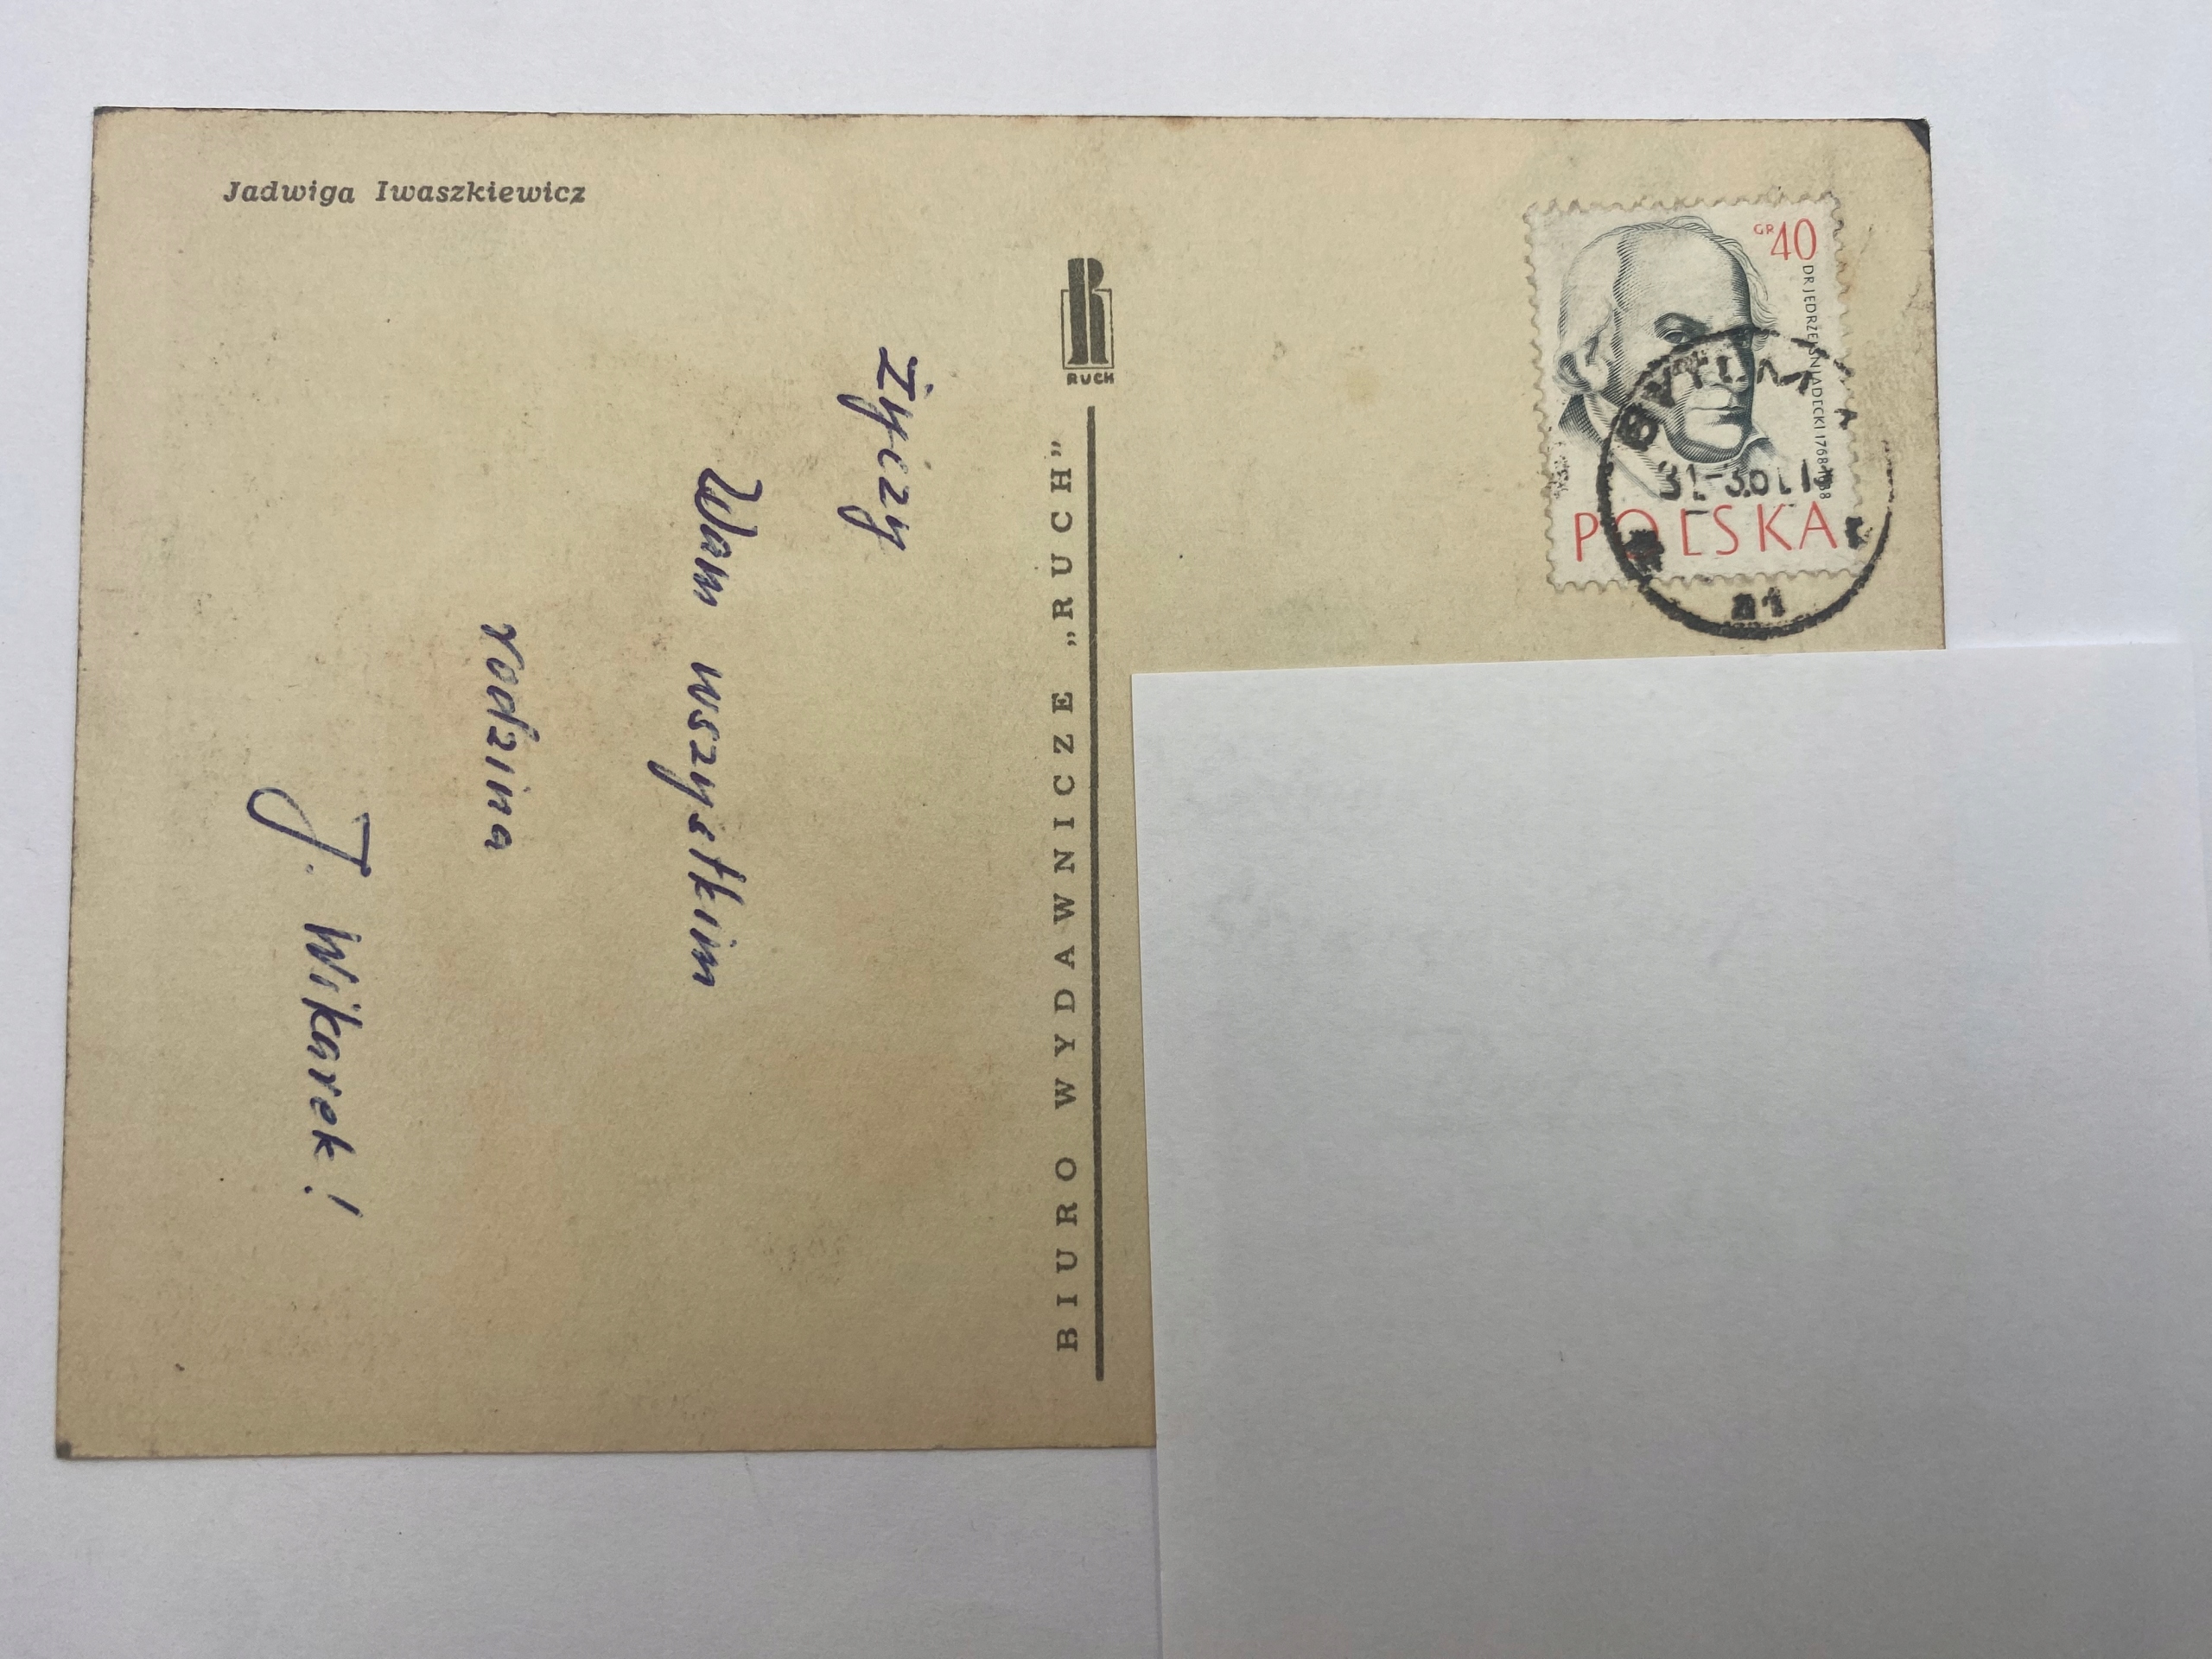 Jadwiga Iwaszkiewicz
Życzy
Wam wszystkim
rodzina
J. Wikarek!
RUCH
BIURO WYDAWNICZE „RUCH”
GR 40
DR JĘDRZEJ ŚNIADECKI 1768-1838
POLSKA